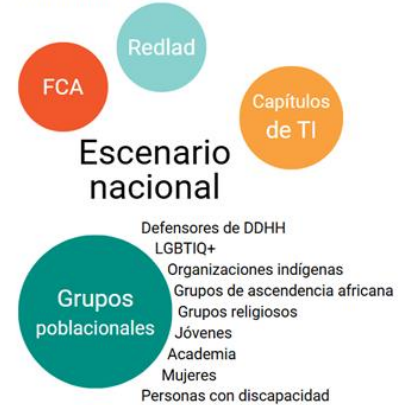 Redlad
FCA
Capítulos
de TI
Escenario
nacional
Defensores de DDHH
LGBTIQ+
Organizaciones indígenas
Grupos de ascendencia africana
Grupos religiosos
Jóvenes
Academia
Mujeres
Personas con discapacidad
Grupos
poblacionales